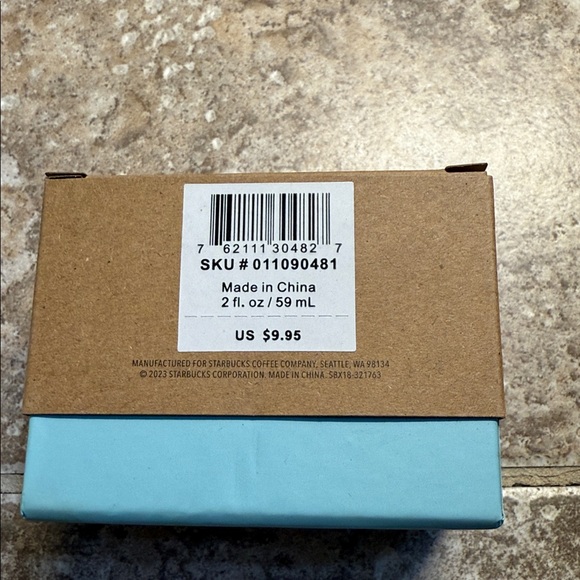 7 62111 30482 7
SKU # 011090481
Made in China
2 fl. oz / 59 mL
US $9.95
MANUFACTURED FOR STARBUCKS COFFEE COMPANY, SEATTLE, WA 98134
© 2023 STARBUCKS CORPORATION. MADE IN CHINA. SBX18-321763